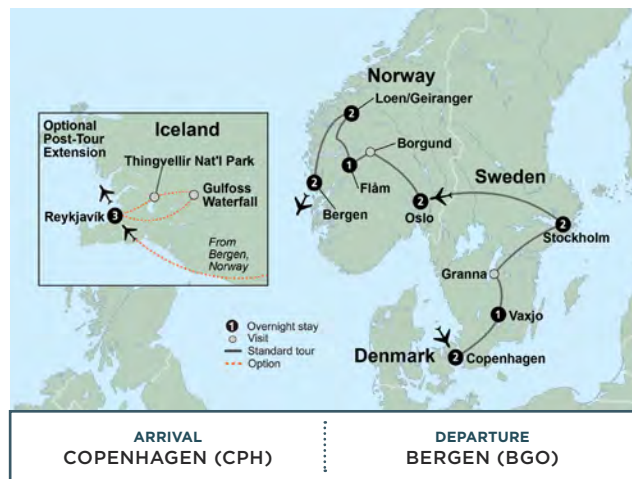 Optional
Post-Tour
Extension
Iceland
Thingvellir Nat'l Park
Gulfoss
Waterfall
Reykjavík
3
From
Bergen,
Norway
Norway
2
Loen/Geiranger
Borgund
1
Flåm
2
Bergen
2
Oslo
Sweden
2
Stockholm
Granna
1
Vaxjo
Denmark
2
Copenhagen
1 Overnight stay
Visit
Standard tour
Option
ARRIVAL
COPENHAGEN (CPH)
DEPARTURE
BERGEN (BGO)